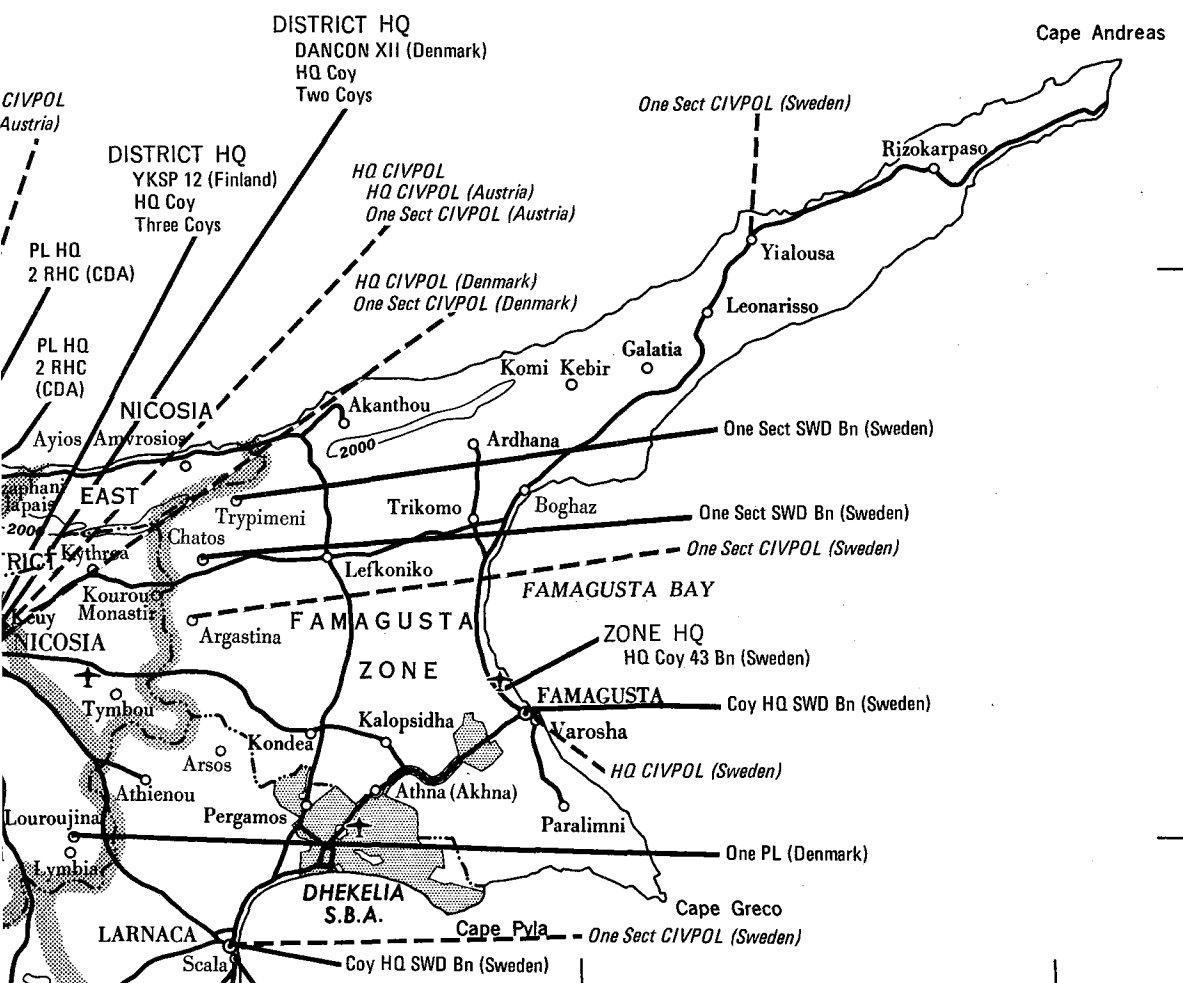 DISTRICT HQ
DANCON XII (Denmark)
HQ Coy
Two Coys
Cape Andreas
CIVPOL
Austria)
One Sect CIVPOL (Sweden)
DISTRICT HQ
YKSP 12 (Finland)
HQ Coy
Three Coys
HQ CIVPOL
HQ CIVPOL (Austria)
One Sect CIVPOL (Austria)
Rizokarpaso
PL HQ
2 RHC (CDA)
Yialousa
HQ CIVPOL (Denmark)
One Sect CIVPOL (Denmark)
Leonarisso
PL HQ
2 RHC
(CDA)
Galatia
Komi Kebir
NICOSIA
Akanthou
Ayios Amvrosios
2000
Ardhana
One Sect SWD Bn (Sweden)
zaphani
lapais
EAST
Trypimeni
Trikomo
Boghaz
One Sect SWD Bn (Sweden)
2000
Chatos
Kythrea
RICT
Lefkoniko
One Sect CIVPOL (Sweden)
Kourou
Monastir
FAMAGUSTA BAY
Keuy
Argastina
FAMAGUSTA
NICOSIA
ZONE HQ
HQ Coy 43 Bn (Sweden)
ZONE
Tymbou
FAMAGUSTA
Coy HQ SWD Bn (Sweden)
Kalopsidha
Varosha
Kondea
Arsos
HQ CIVPOL (Sweden)
Athienou
Athna (Akhna)
Louroujina
Pergamos
Paralimni
One PL (Denmark)
Lymbia
DHEKELIA
S.B.A.
Cape Greco
LARNACA
Cape Pyla
One Sect CIVPOL (Sweden)
Scala
Coy HQ SWD Bn (Sweden)